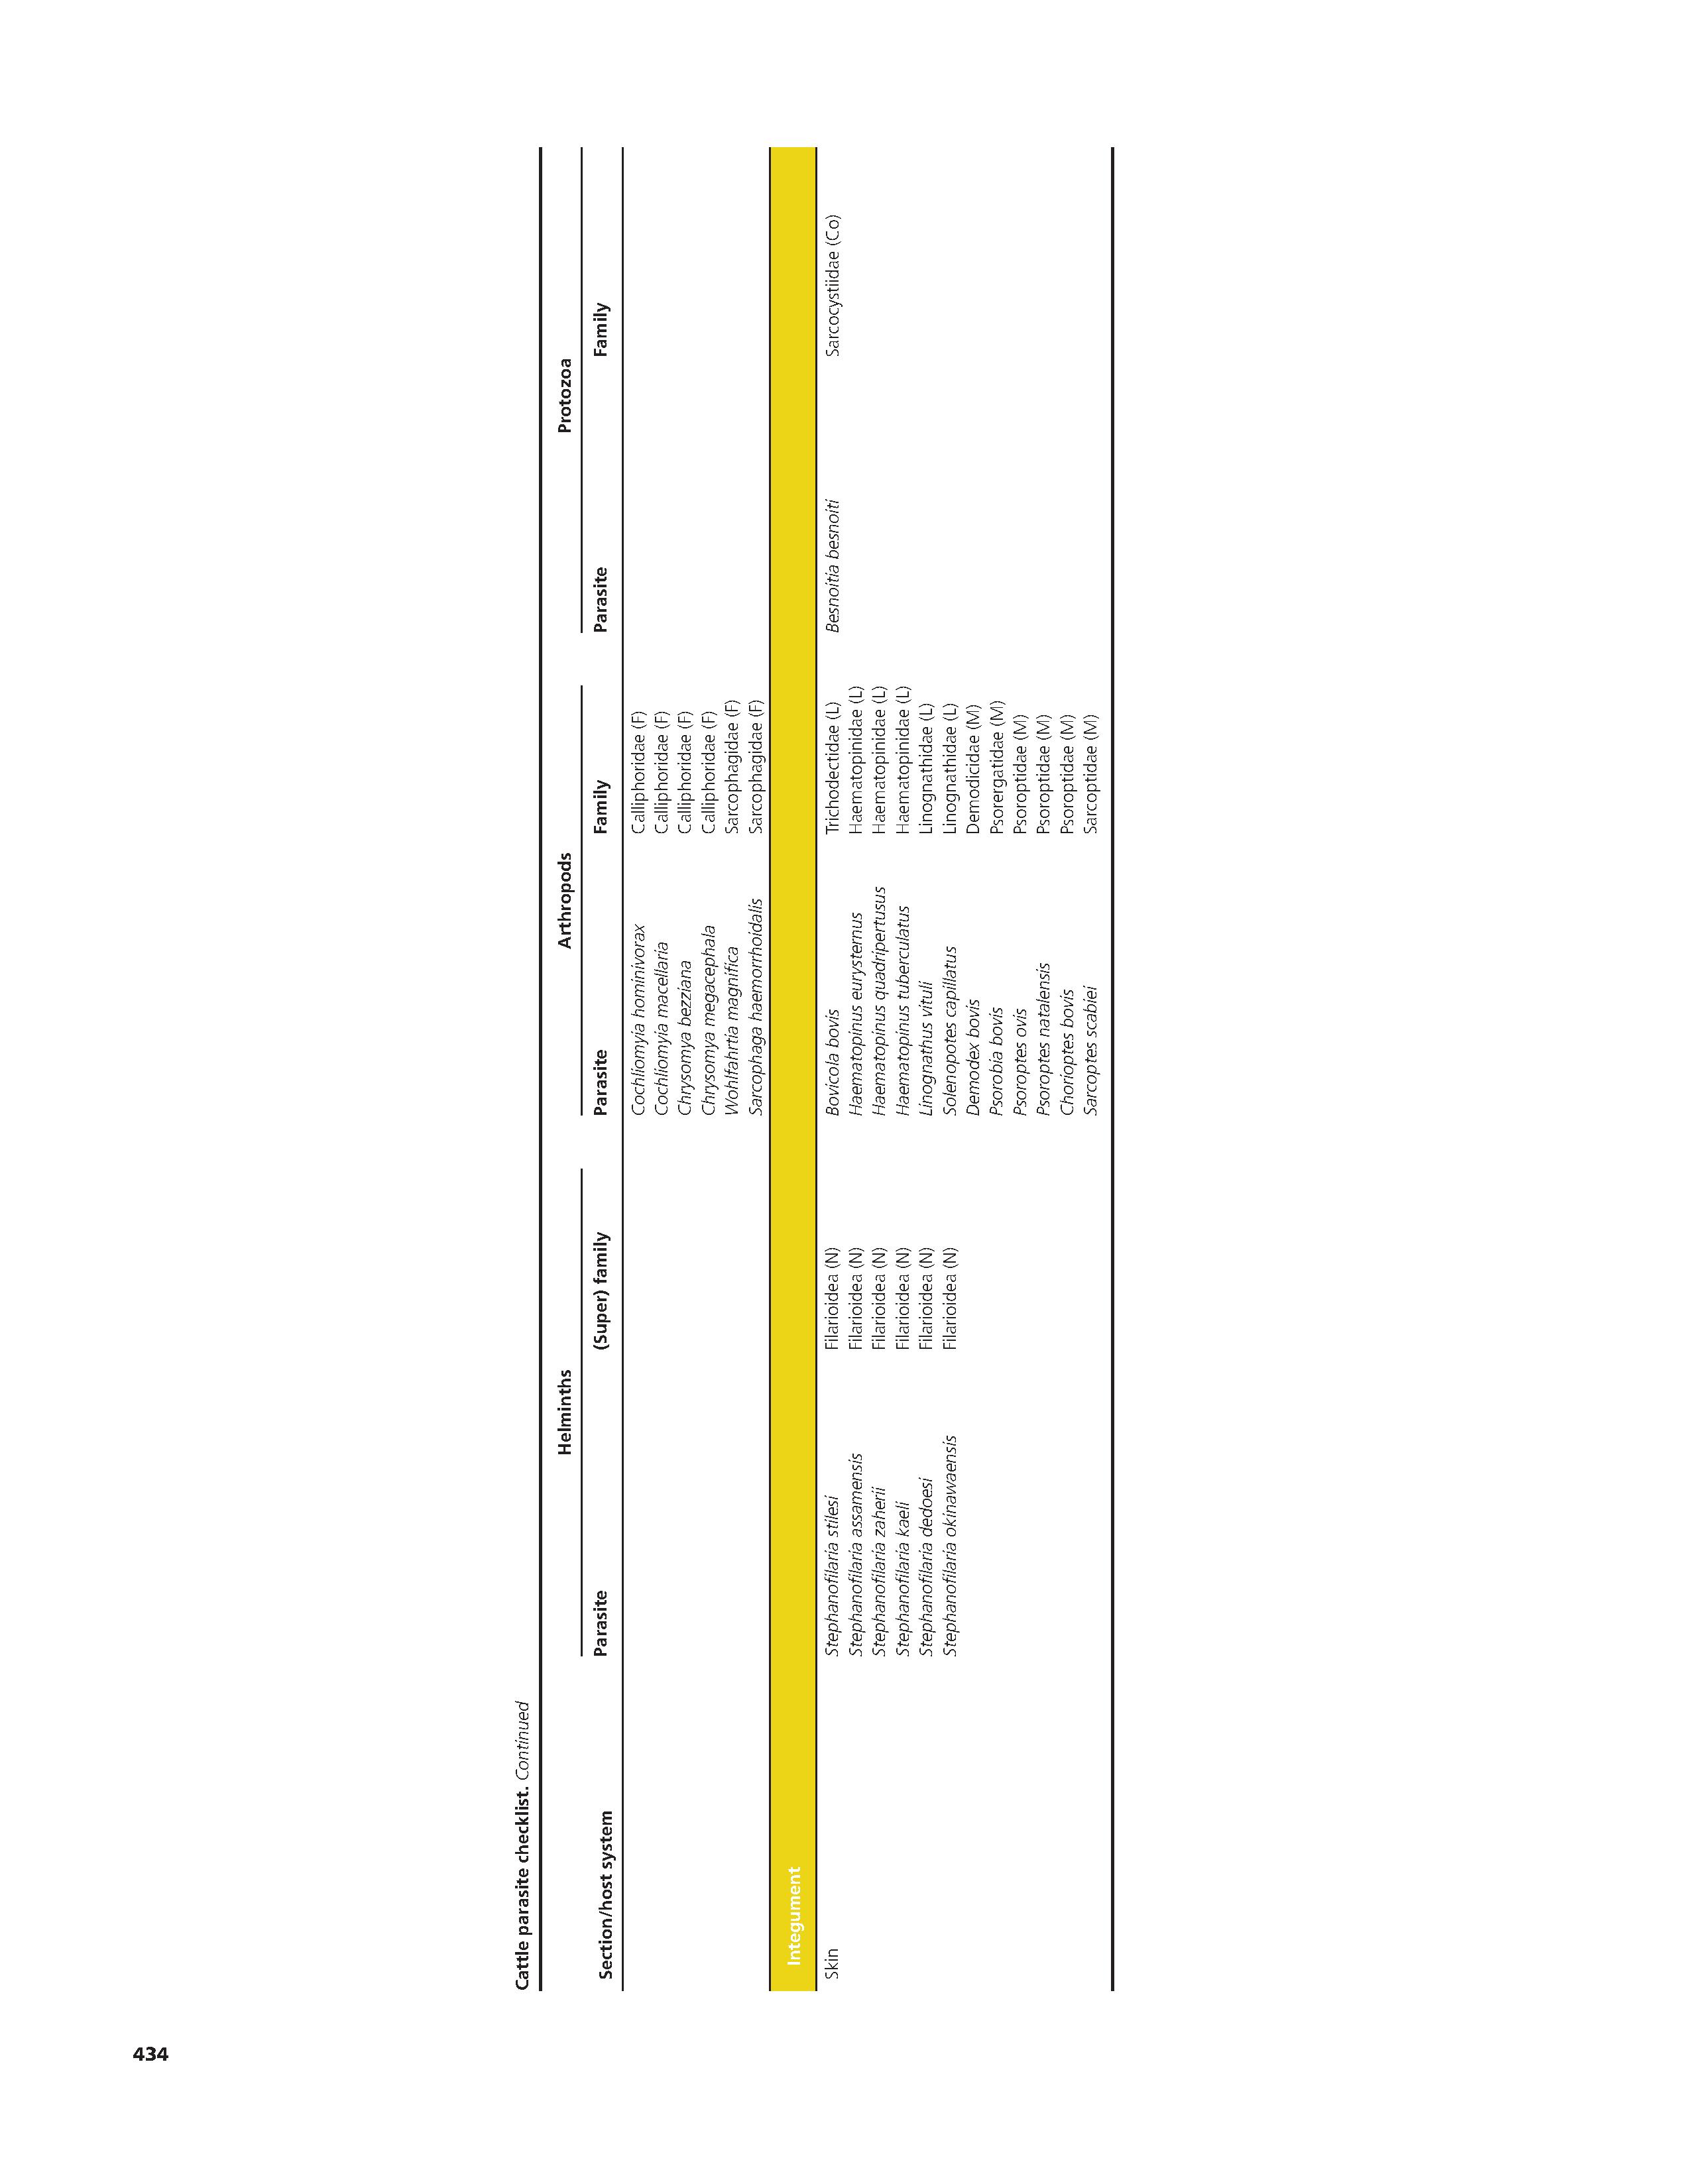 Cattle parasite checklist. Continued
Helminths Arthropods Protozoa
Section/host system Parasite (Super) family Parasite Family Parasite Family
Cochliomyia hominivorax Calliphoridae (F)
Cochliomyia macellaria Calliphoridae (F)
Chrysomya bezziana Calliphoridae (F)
Chrysomya megacephala Calliphoridae (F)
Wohlfahrtia magnifica Sarcophagidae (F)
Sarcophaga haemorrhoidalis Sarcophagidae (F)
Integument
Skin Stephanofilaria stilesi Filarioidea (N) Bovicola bovis Trichodectidae (L) Besnoitia besnoiti Sarcocystiidae (Co)
Stephanofilaria assamensis Filarioidea (N) Haematopinus eurysternus Haematopinidae (L)
Stephanofilaria zaherii Filarioidea (N) Haematopinus quadripertusus Haematopinidae (L)
Stephanofilaria kaeli Filarioidea (N) Haematopinus tuberculatus Haematopinidae (L)
Stephanofilaria dedoesi Filarioidea (N) Linognathus vituli Linognathidae (L)
Stephanofilaria okinawaensis Filarioidea (N) Solenopotes capillatus Linognathidae (L)
Demodex bovis Demodicidae (M)
Psorobia bovis Psorergatidae (M)
Psoroptes ovis Psoroptidae (M)
Psoroptes natalensis Psoroptidae (M)
Chorioptes bovis Psoroptidae (M)
Sarcoptes scabiei Sarcoptidae (M)
434